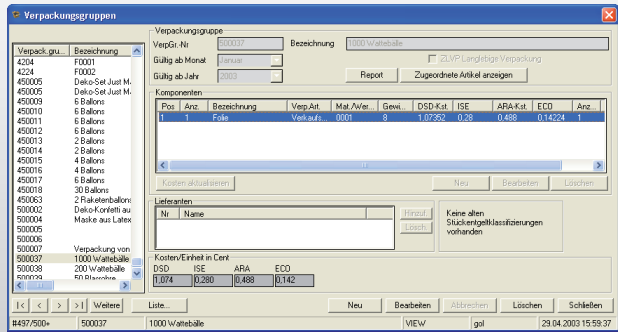 Verpackungsgruppen
Verpack.gru... Bezeichnung
4204 F0001
4224 F0002
450005 Deko-Set Just M
450005 Deko-Set Just M
450009 6 Ballons
450010 6 Ballons
450011 6 Ballons
450012 6 Ballons
450013 2 Ballons
450014 2 Ballons
450015 4 Ballons
450016 4 Ballons
450017 6 Ballons
450018 30 Ballons
450063 2 Raketenballons
500002 Deko-Konfetti au
500004 Maske aus Latex
500005
500006
500007 Verpackung von
500037 1000 Wattebälle
500038 200 Wattebälle
500039 50 Blasrohre
Verpackungsgruppe
VerpGr.-Nr 500037 Bezeichnung 1000 Wattebälle
Gültig ab Monat Januar ZLVP Langlebige Verpackung
Gültig ab Jahr 2003 Report Zugeordnete Artikel anzeigen
Komponenten
Pos Anz. Bezeichnung Verp.Art. Mat./Wer... Gewi... DSD-Kst. ISE ARA-Kst. ECO Anz...
1 1 Folie Verkaufs... 0001 8 1,07352 0,28 0,488 0,14224 1
Kosten aktualisieren Neu Bearbeiten Löschen
Lieferanten
Nr Name
Hinzuf.
Lösch.
Keine alten
Stückentgeltklassifizierungen
vorhanden
Kosten/Einheit in Cent
DSD ISE ARA ECO
1,074 0,280 0,488 0,142
|< < > >| Weitere Liste... Neu Bearbeiten Abbrechen Löschen Schließen
#497/500+ 500037 1000 Wattebälle VIEW gol 29.04.2003 15:59:37